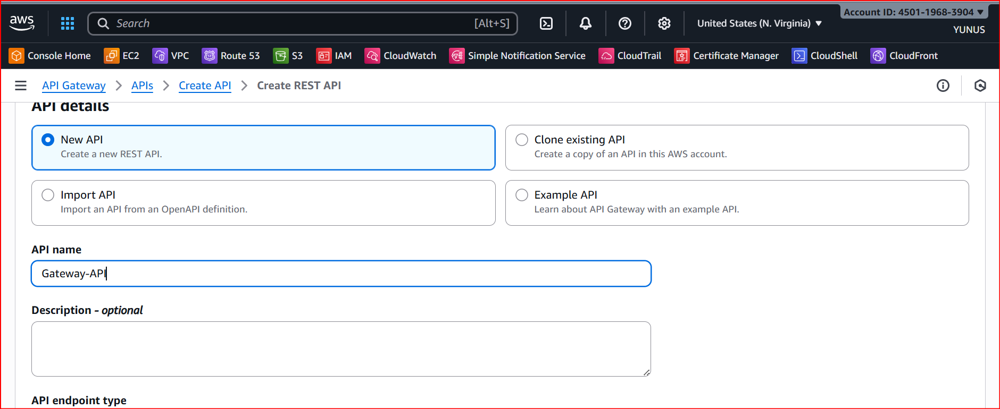 aws
Search
[Alt+S]
United States (N. Virginia)
Account ID: 4501-1968-3904
YUNUS
Console Home
EC2
VPC
Route 53
S3
IAM
CloudWatch
Simple Notification Service
CloudTrail
Certificate Manager
CloudShell
CloudFront
API Gateway
APIs
Create API
Create REST API
API details
New API
Create a new REST API.
Clone existing API
Create a copy of an API in this AWS account.
Import API
Import an API from an OpenAPI definition.
Example API
Learn about API Gateway with an example API.
API name
Gateway-API
Description - optional
API endpoint type